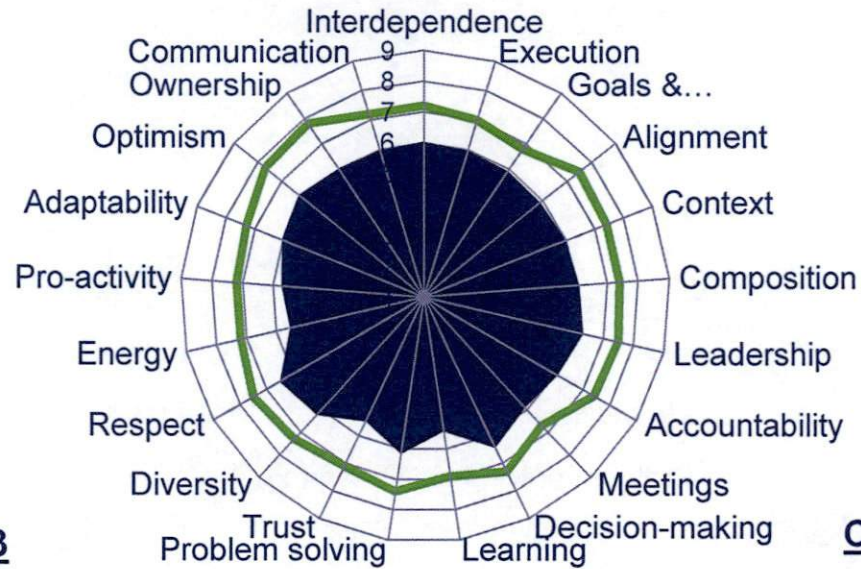 Interdependence
Communication
9
Execution
Ownership
8
Goals &...
7
Optimism
6
Alignment
Adaptability
Context
Pro-activity
Composition
Energy
Leadership
Respect
Accountability
Diversity
Meetings
Trust
Decision-making
Problem solving
Learning